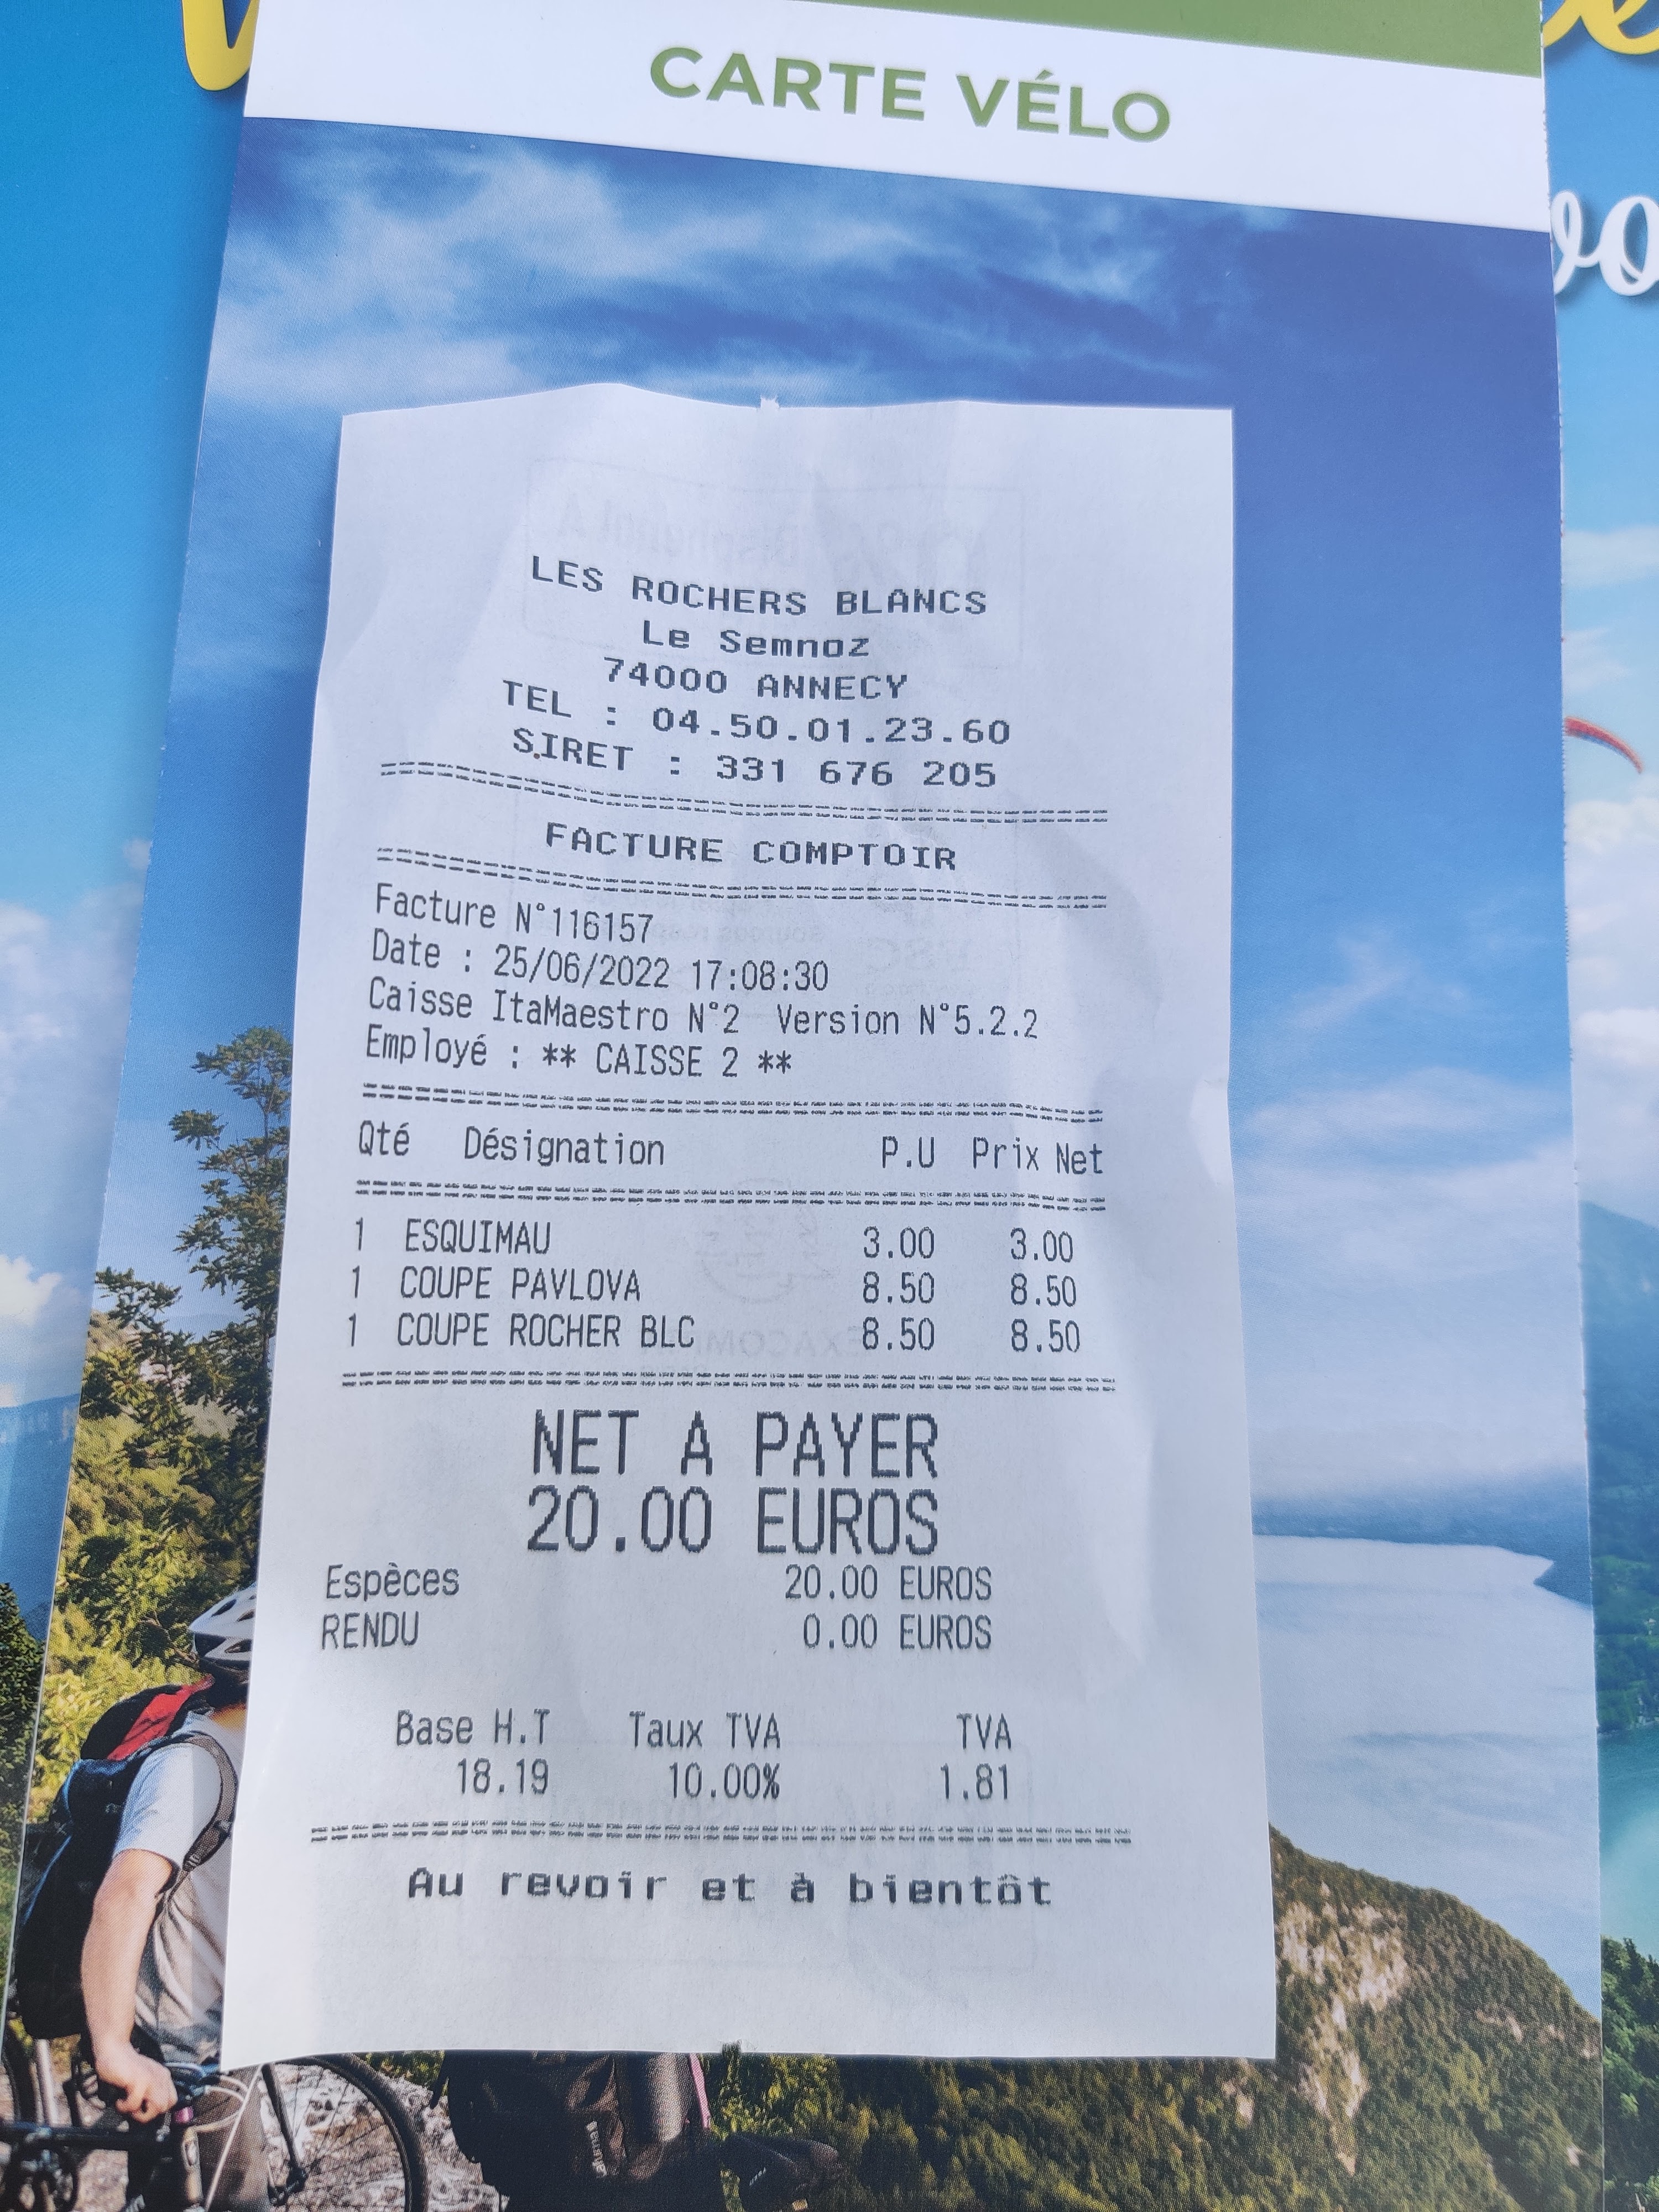 CARTE VÉLO
LES ROCHERS BLANCS
Le Semnoz
74000 ANNECY
TEL : 04.50.01.23.60
SIRET : 331 676 205
FACTURE COMPTOIR
Facture N°116157
Date : 25/06/2022 17:08:30
Caisse ItaMaestro N°2 Version N°5.2.2
Employé : ** CAISSE 2 **
Qté Désignation P.U Prix Net
1 ESQUIMAU 3.00 3.00
1 COUPE PAVLOVA 8.50 8.50
1 COUPE ROCHER BLC 8.50 8.50
NET A PAYER
20.00 EUROS
Espèces 20.00 EUROS
RENDU 0.00 EUROS
Base H.T Taux TVA TVA
18.19 10.00% 1.81
Au revoir et à bientôt